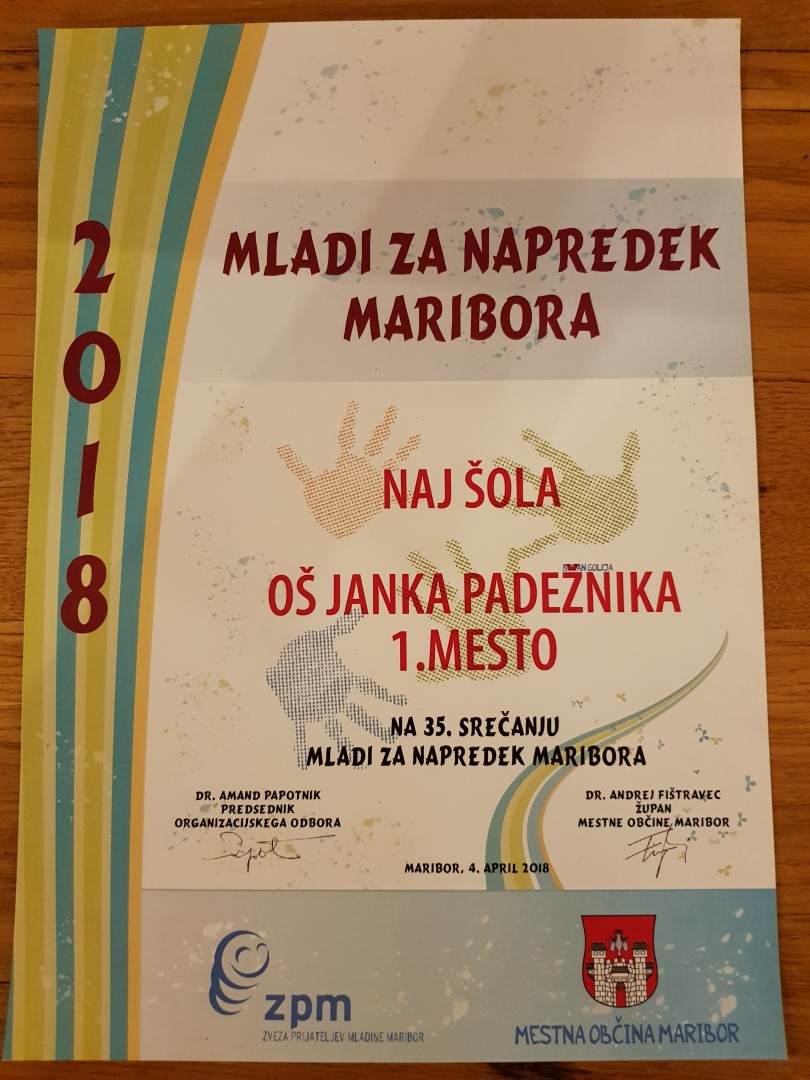 2018
MLADI ZA NAPREDEK
MARIBORA
NAJ ŠOLA
OŠ JANKA PADEŽNIKA
1.MESTO
NA 35. SREČANJU
MLADI ZA NAPREDEK MARIBORA
DR. AMAND PAPOTNIK
PREDSEDNIK
ORGANIZACIJSKEGA ODBORA
DR. ANDREJ FIŠTRAVEC
ŽUPAN
MESTNE OBČINE MARIBOR
MARIBOR, 4. APRIL 2018
zpm
ZVEZA PRIJATELJEV MLADINE MARIBOR
MESTNA OBČINA MARIBOR